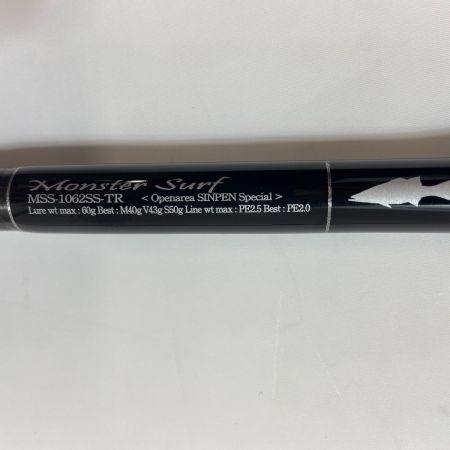 Monster Surf
MSS-1062SS-TR < Openarea SINPEN Special >
Lure wt max : 60g Best : M40g V43g S50g Line wt max : PE2.5 Best : PE2.0